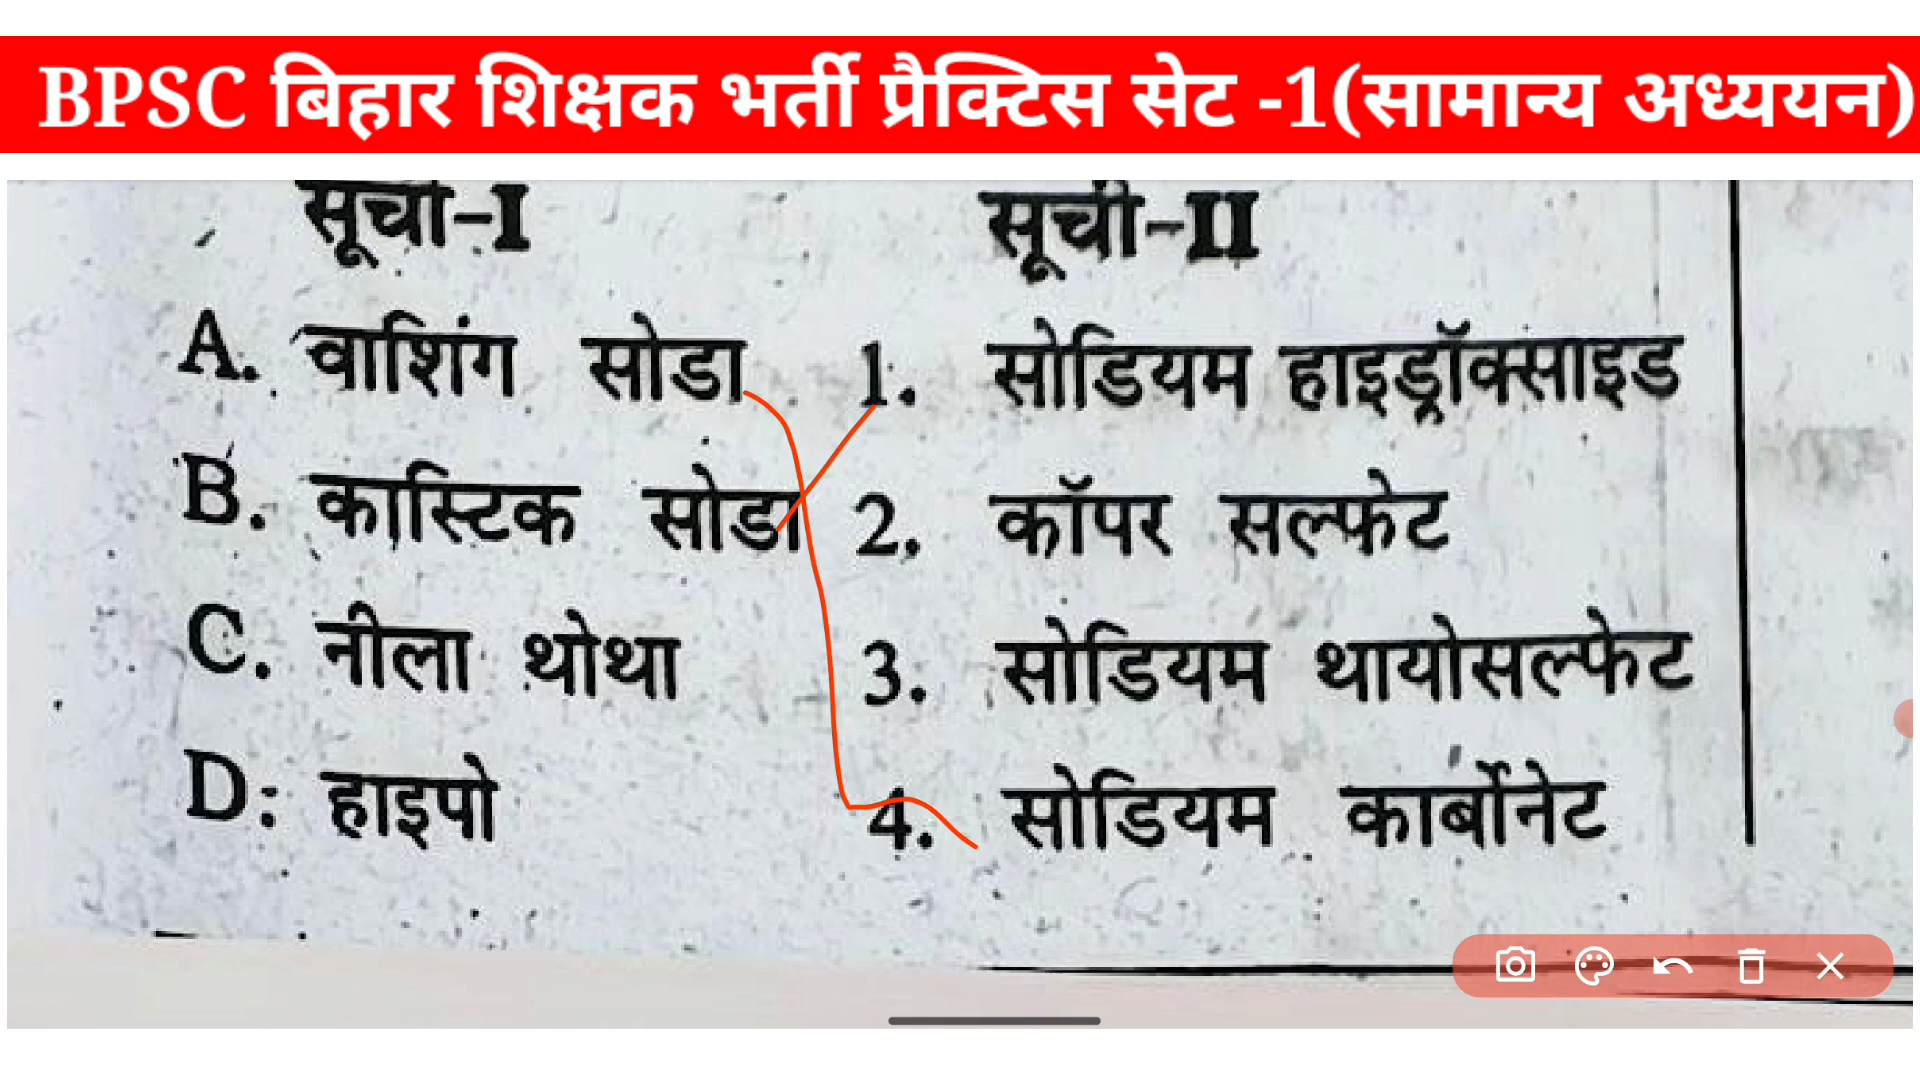 BPSC बिहार शिक्षक भर्ती प्रैक्टिस सेट -1(सामान्य अध्ययन)
सूची-I सूची-II
A. वाशिंग सोडा 1. सोडियम हाइड्रॉक्साइड
B. कास्टिक सोडा 2. कॉपर सल्फेट
C. नीला थोथा 3. सोडियम थायोसल्फेट
D: हाइपो 4. सोडियम कार्बोनेट